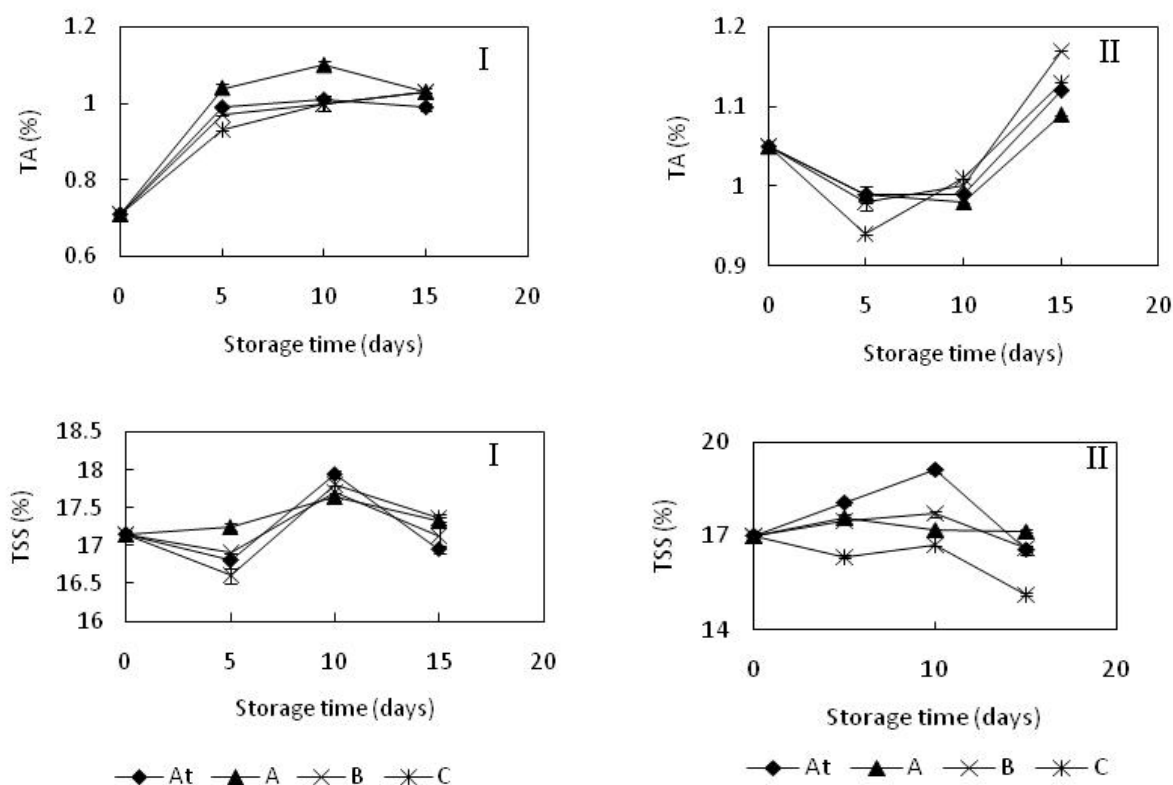 1.2
1
0.8
0.6
TA (%)
I
0 5 10 15 20
Storage time (days)
1.2
1.1
1
0.9
TA (%)
II
0 5 10 15 20
Storage time (days)
18.5
18
17.5
17
16.5
16
TSS (%)
I
0 5 10 15 20
Storage time (days)
At A B C
20
17
14
TSS (%)
II
0 10 20
Storage time (days)
At A B C